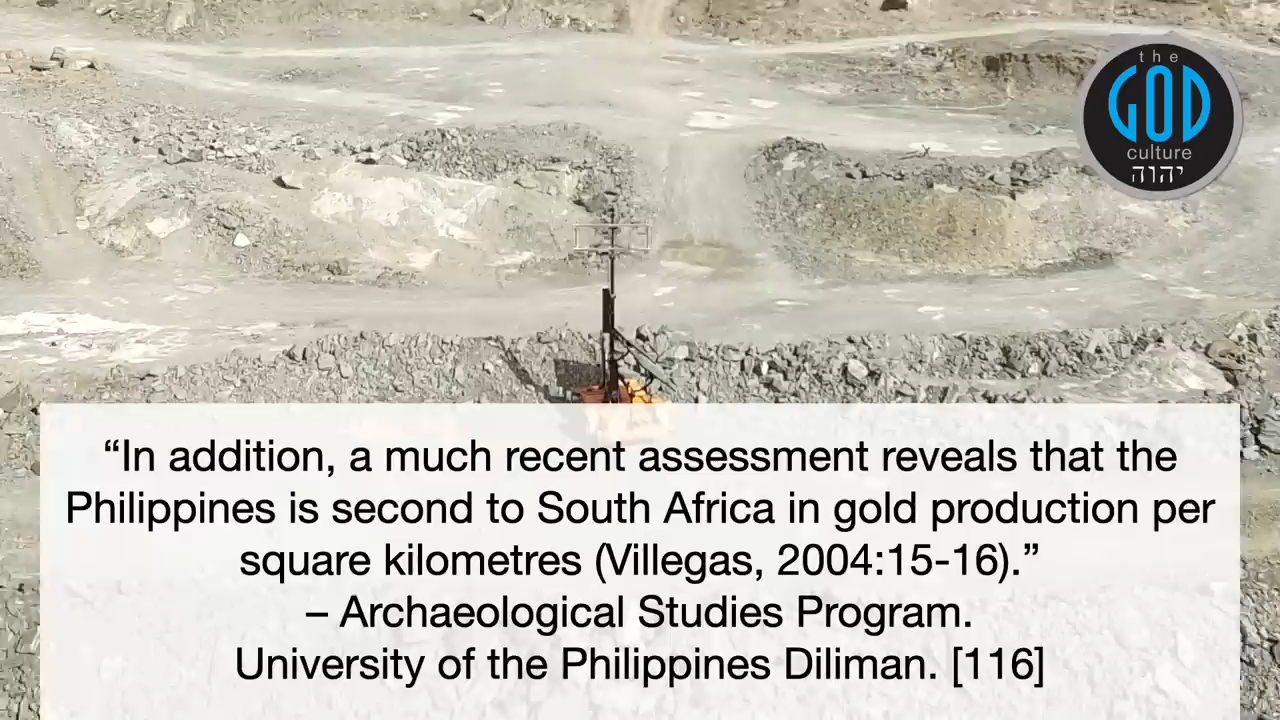 the
GOD
culture
יהוה
“In addition, a much recent assessment reveals that the
Philippines is second to South Africa in gold production per
square kilometres (Villegas, 2004:15-16).”
– Archaeological Studies Program.
University of the Philippines Diliman. [116]